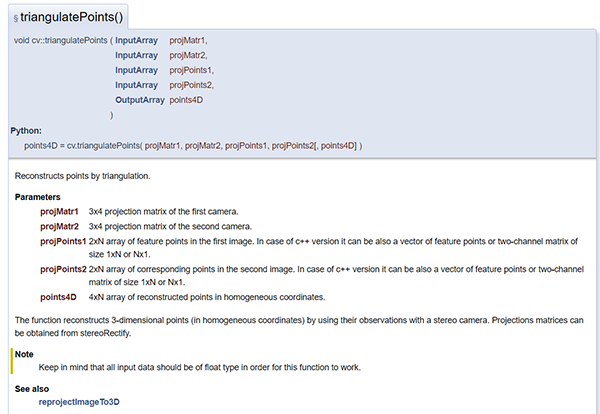 § triangulatePoints()
void cv::triangulatePoints ( InputArray projMatr1,
InputArray projMatr2,
InputArray projPoints1,
InputArray projPoints2,
OutputArray points4D
)
Python:
points4D = cv.triangulatePoints( projMatr1, projMatr2, projPoints1, projPoints2[, points4D] )
Reconstructs points by triangulation.
Parameters
projMatr1 3x4 projection matrix of the first camera.
projMatr2 3x4 projection matrix of the second camera.
projPoints1 2xN array of feature points in the first image. In case of c++ version it can be also a vector of feature points or two-channel matrix of
size 1xN or Nx1.
projPoints2 2xN array of corresponding points in the second image. In case of c++ version it can be also a vector of feature points or two-channel
matrix of size 1xN or Nx1.
points4D 4xN array of reconstructed points in homogeneous coordinates.
The function reconstructs 3-dimensional points (in homogeneous coordinates) by using their observations with a stereo camera. Projections matrices can
be obtained from stereoRectify.
Note
Keep in mind that all input data should be of float type in order for this function to work.
See also
reprojectImageTo3D